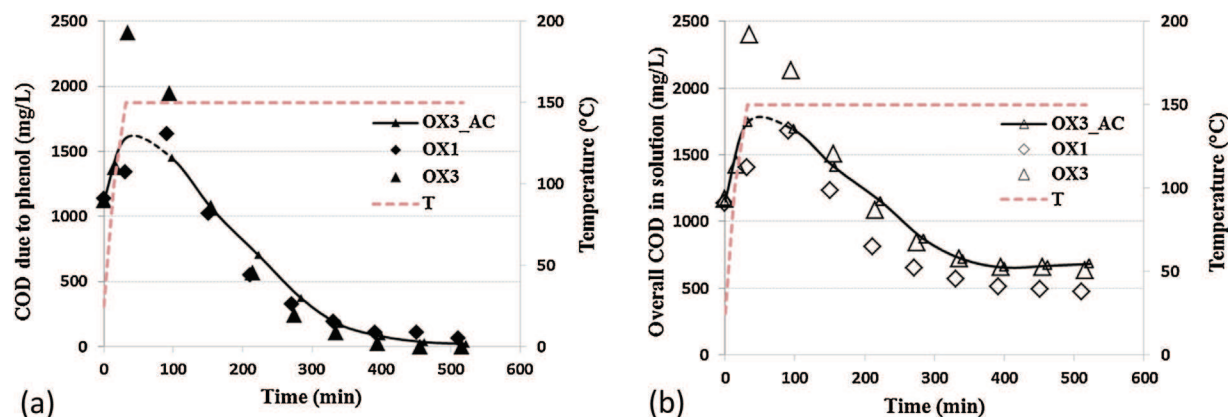 2500
2000
1500
1000
500
0
COD due to phenol (mg/L)
200
150
100
50
0
Temperature (°C)
OX3_AC
OX1
OX3
T
0 100 200 300 400 500 600
Time (min)
(a)
2500
2000
1500
1000
500
0
Overall COD in solution (mg/L)
200
150
100
50
0
Temperature (°C)
OX3_AC
OX1
OX3
T
0 100 200 300 400 500 600
Time (min)
(b)